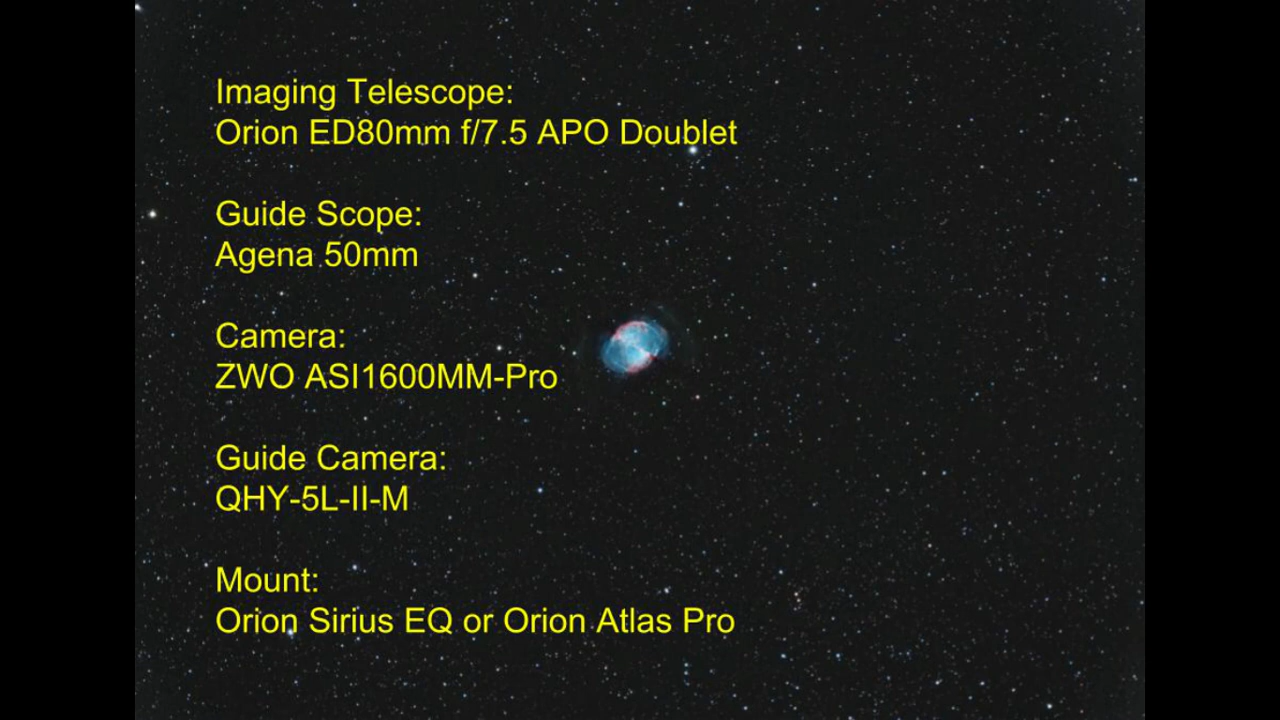 Imaging Telescope:
Orion ED80mm f/7.5 APO Doublet
Guide Scope:
Agena 50mm
Camera:
ZWO ASI1600MM-Pro
Guide Camera:
QHY-5L-II-M
Mount:
Orion Sirius EQ or Orion Atlas Pro